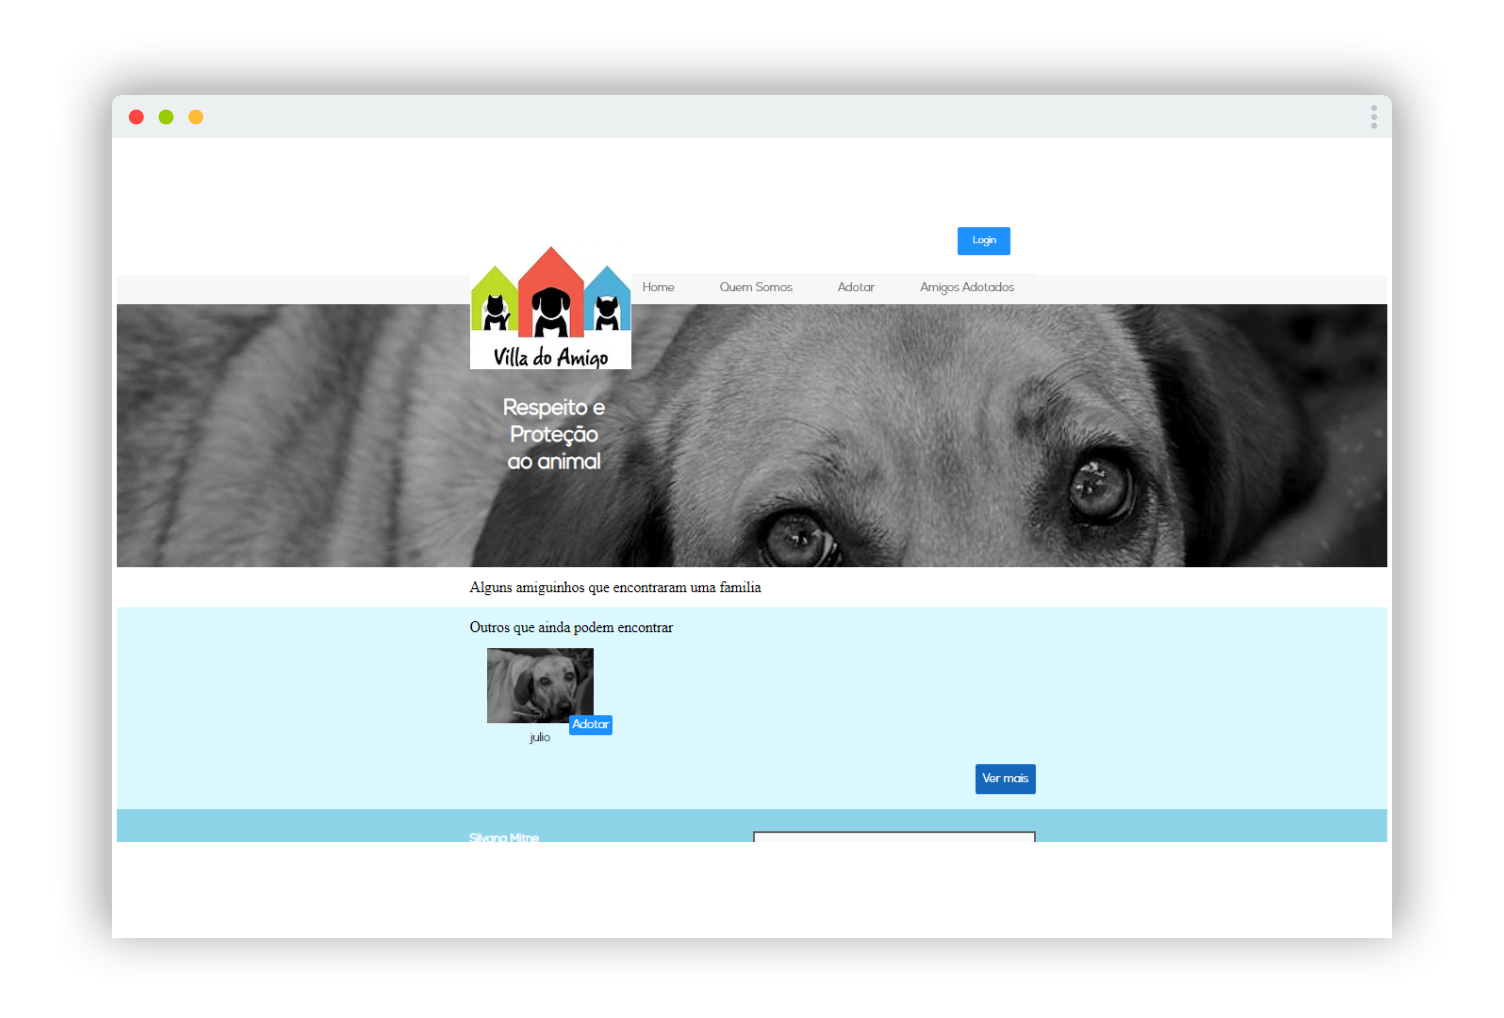 Login
Home Quem Somos Adotar Amigos Adotados
Villa do Amigo
Respeito e
Proteção
ao animal
Alguns amiguinhos que encontraram uma familia
Outros que ainda podem encontrar
Adotar
julio
Ver mais
Silvana Mitne